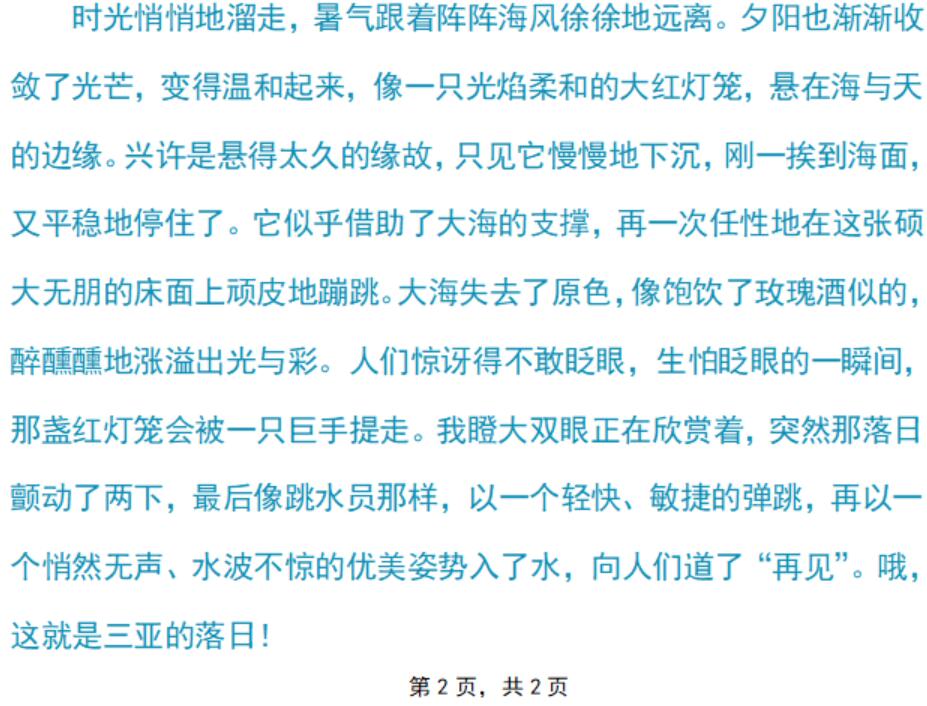 时光悄悄地溜走，暑气跟着阵阵海风徐徐地远离。夕阳也渐渐收
敛了光芒，变得温和起来，像一只光焰柔和的大红灯笼，悬在海与天
的边缘。兴许是悬得太久的缘故，只见它慢慢地下沉，刚一挨到海面，
又平稳地停住了。它似乎借助了大海的支撑，再一次任性地在这张硕
大无朋的床面上顽皮地蹦跳。大海失去了原色，像饱饮了玫瑰酒似的，
醉醺醺地涨溢出光与彩。人们惊讶得不敢眨眼，生怕眨眼的一瞬间，
那盏红灯笼会被一只巨手提走。我瞪大双眼正在欣赏着，突然那落日
颤动了两下，最后像跳水员那样，以一个轻快、敏捷的弹跳，再以一
个悄然无声、水波不惊的优美姿势入了水，向人们道了“再见”。哦，
这就是三亚的落日！
第 2 页，共 2 页